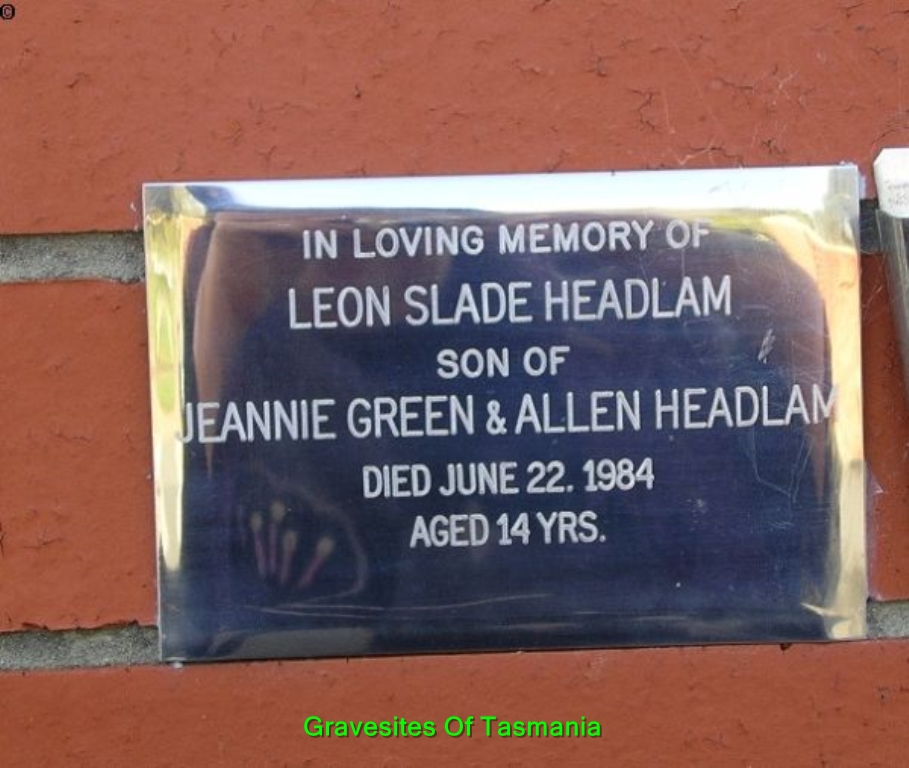 ©
IN LOVING MEMORY OF
LEON SLADE HEADLAM
SON OF
JEANNIE GREEN & ALLEN HEADLAM
DIED JUNE 22. 1984
AGED 14 YRS.
Gravesites Of Tasmania